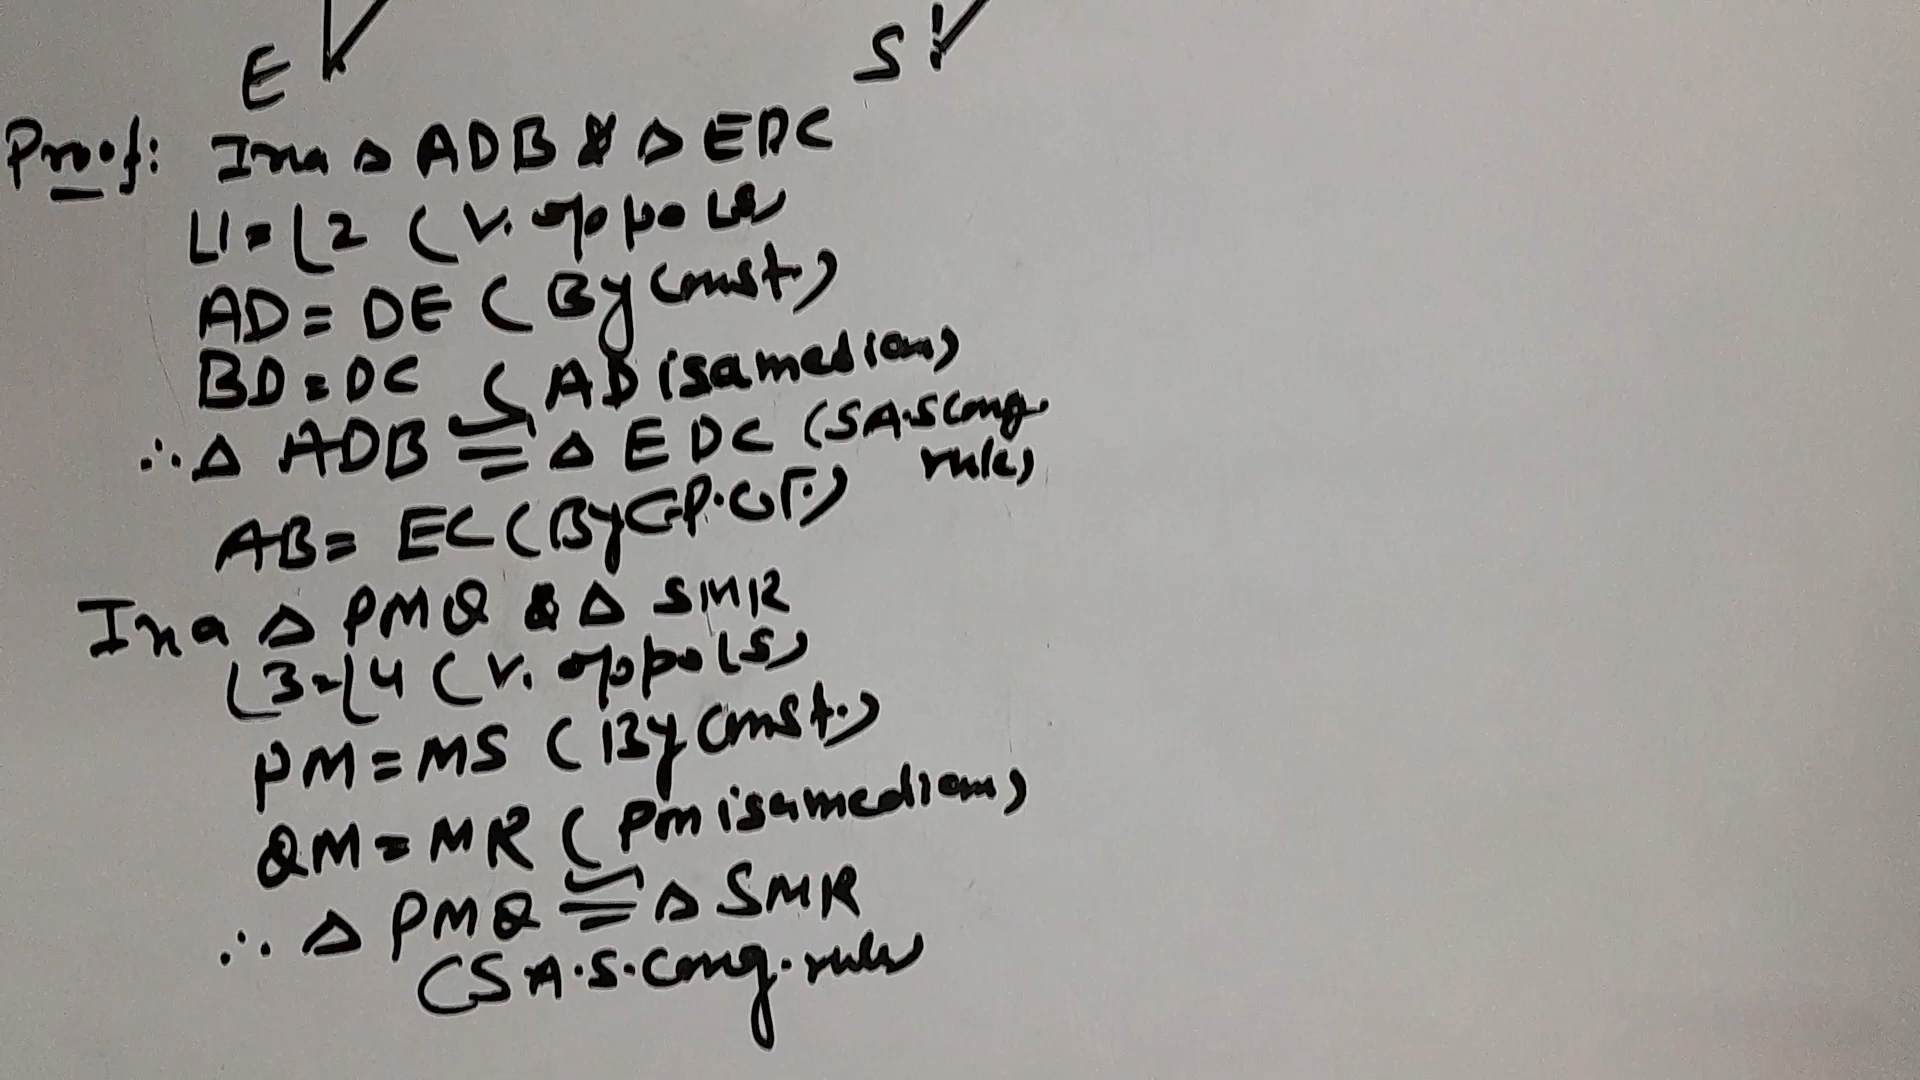 E S
Proof: In a Δ ADB & Δ EDC
∠1 = ∠2 (V. oppo ∠s)
AD = DE (By const.)
BD = DC (AD is a median)
∴ Δ ADB ≅ Δ EDC (S.A.S cong.
rule)
AB = EC (By C.P.C.T.)
In a Δ PMQ & Δ SMR
∠3 = ∠4 (V. oppo ∠s)
PM = MS (By const.)
QM = MR (PM is a median)
∴ Δ PMQ ≅ Δ SMR
(S.A.S. cong. rule)